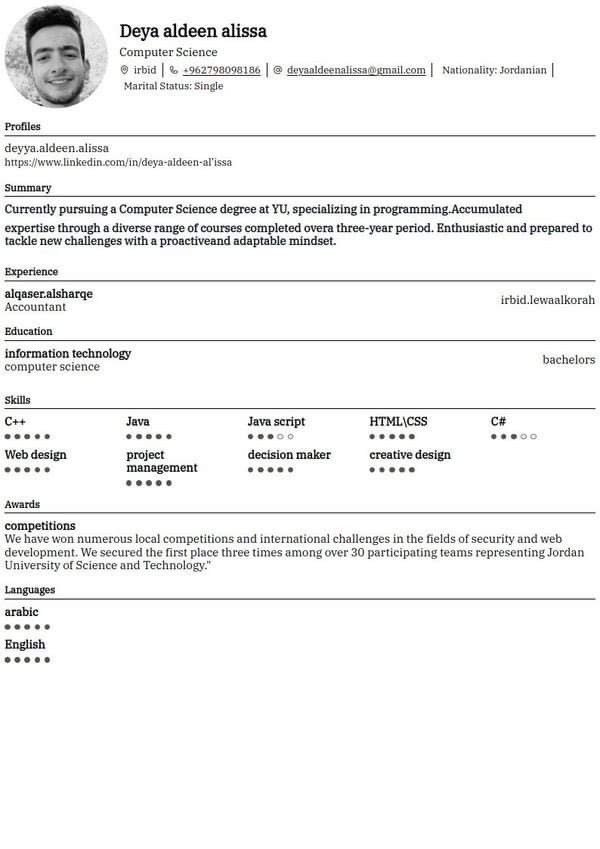 Deya aldeen alissa
Computer Science
irbid | +962798098186 | @ deyaaldeenalissa@gmail.com | Nationality: Jordanian |
Marital Status: Single
Profiles
deyya.aldeen.alissa
https://www.linkedin.com/in/deya-aldeen-al'issa
Summary
Currently pursuing a Computer Science degree at YU, specializing in programming.Accumulated
expertise through a diverse range of courses completed overa three-year period. Enthusiastic and prepared to
tackle new challenges with a proactiveand adaptable mindset.
Experience
alqaser.alsharqe
irbid.lewaalkorah
Accountant
Education
information technology
bachelors
computer science
Skills
C++ Java Java script HTML\CSS C#
Web design project management decision maker creative design
Awards
competitions
We have won numerous local competitions and international challenges in the fields of security and web
development. We secured the first place three times among over 30 participating teams representing Jordan
University of Science and Technology."
Languages
arabic
English